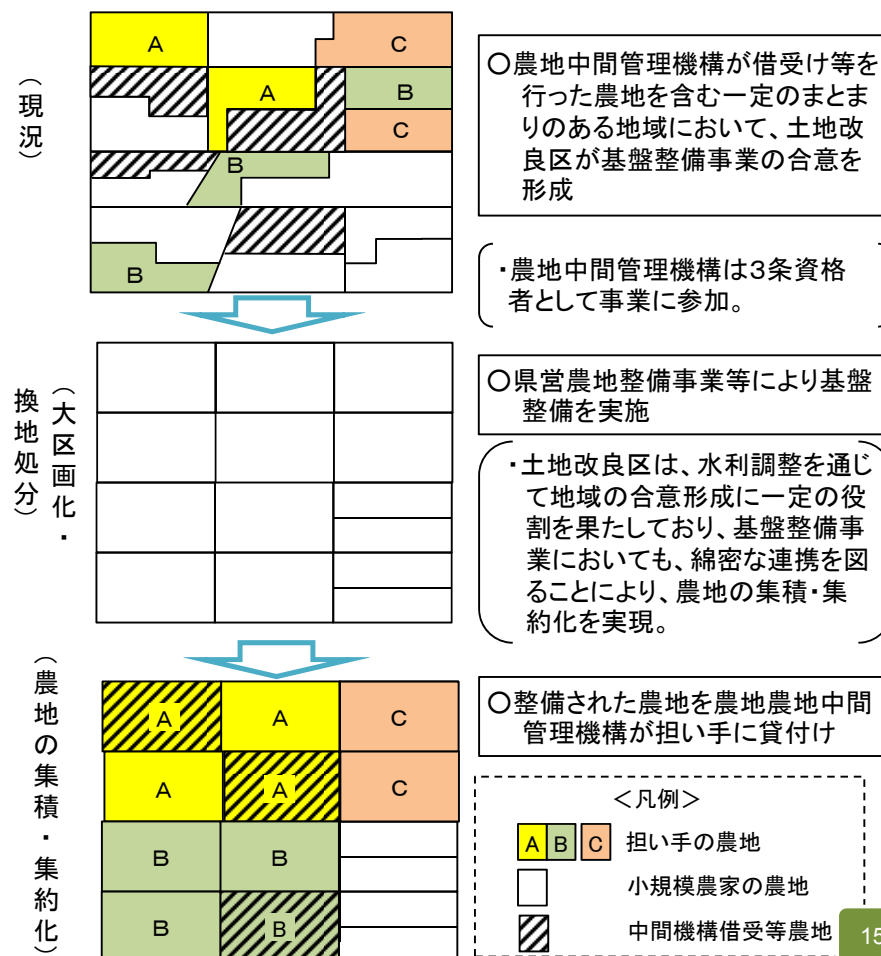 (現況)
A
C
A
B
C
B
B
○農地中間管理機構が借受け等を
行った農地を含む一定のまとま
りのある地域において、土地改
良区が基盤整備事業の合意を
形成
・農地中間管理機構は3条資格
者として事業に参加。
(大区画化・
換地処分)
○県営農地整備事業等により基盤
整備を実施
・土地改良区は、水利調整を通じ
て地域の合意形成に一定の役
割を果たしており、基盤整備事
業においても、綿密な連携を図
ることにより、農地の集積・集
約化を実現。
(農地の集積・集約化)
A
A
C
A
A
C
B
B
B
B
○整備された農地を農地農地中間
管理機構が担い手に貸付け
<凡例>
A B C 担い手の農地
小規模農家の農地
中間機構借受等農地
15